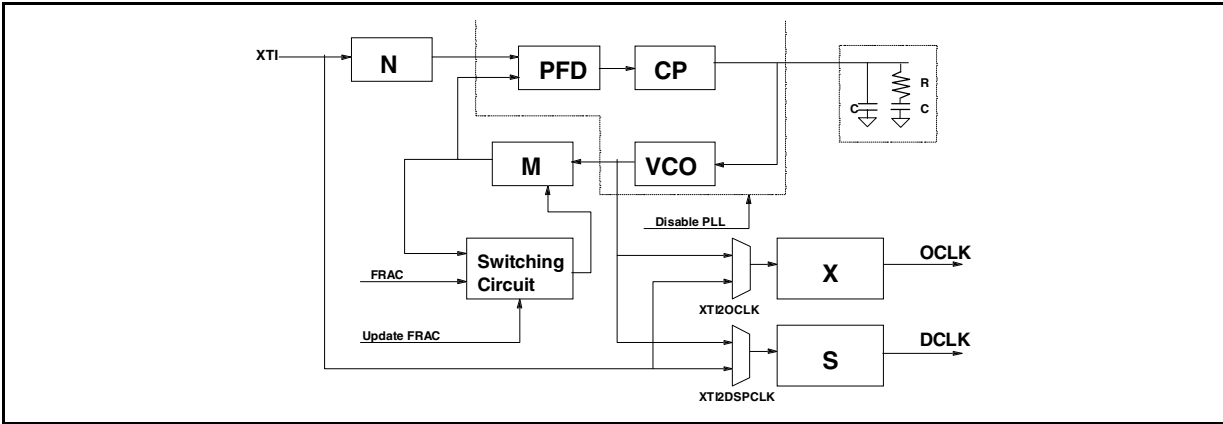 XTI
N
PFD
CP
R
C
C
M
VCO
Disable PLL
Switching
Circuit
FRAC
Update FRAC
X
OCLK
XTI2OCLK
S
DCLK
XTI2DSPCLK